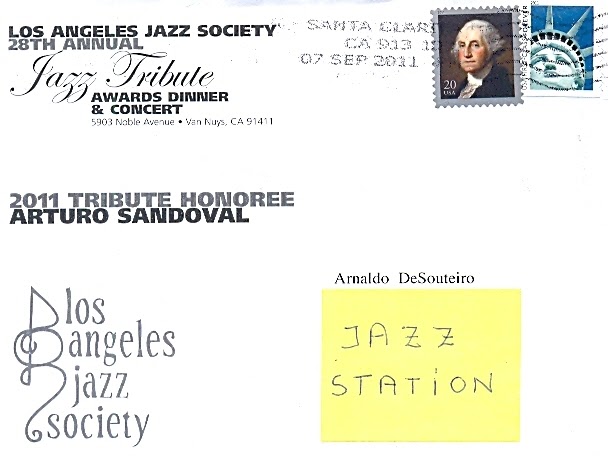 LOS ANGELES JAZZ SOCIETY
28TH ANNUAL
Jazz Tribute
AWARDS DINNER
& CONCERT
5903 Noble Avenue • Van Nuys, CA 91411
SANTA CLAR
CA 913
07 SEP 2011
20
USA
FOREVER
2011 TRIBUTE HONOREE
ARTURO SANDOVAL
Arnaldo DeSouteiro
JAZZ
STATION
los
angeles
jazz
society